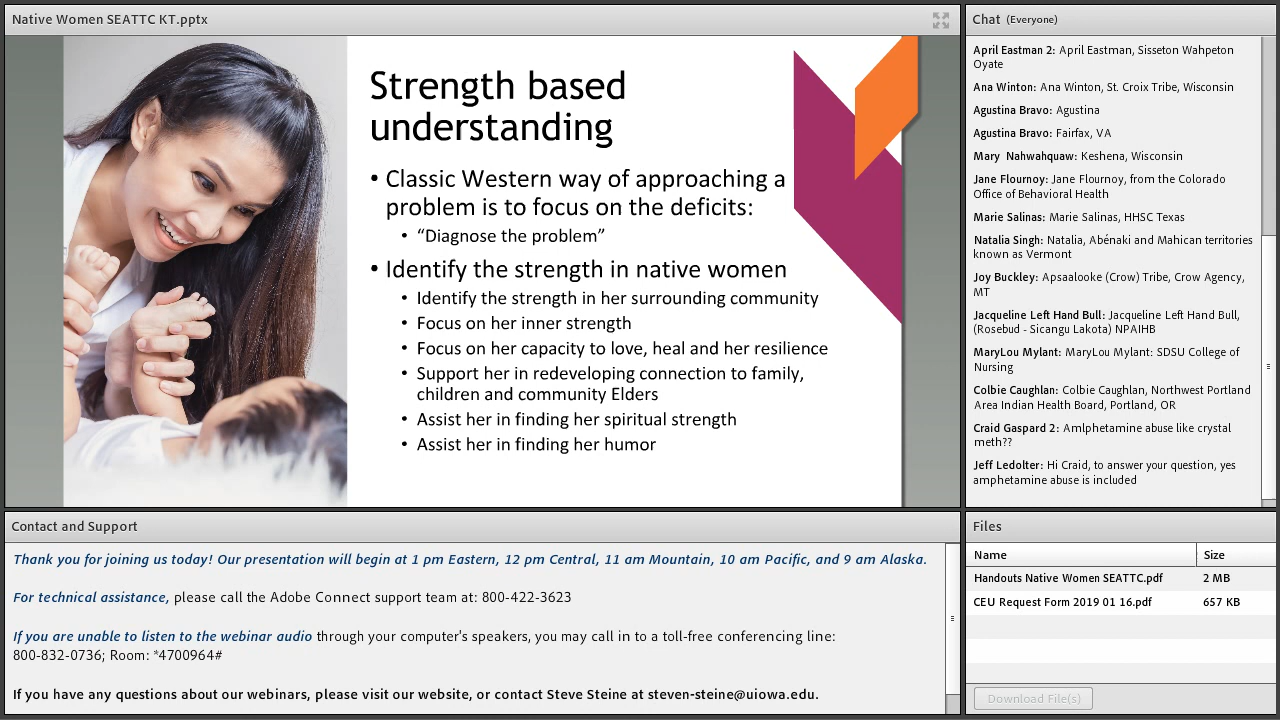 Native Women SEATTC KT.pptx
Strength based
understanding
• Classic Western way of approaching a
problem is to focus on the deficits:
• “Diagnose the problem”
• Identify the strength in native women
• Identify the strength in her surrounding community
• Focus on her inner strength
• Focus on her capacity to love, heal and her resilience
• Support her in redeveloping connection to family,
children and community Elders
• Assist her in finding her spiritual strength
• Assist her in finding her humor
Chat (Everyone)
April Eastman 2: April Eastman, Sisseton Wahpeton
Oyate
Ana Winton: Ana Winton, St. Croix Tribe, Wisconsin
Agustina Bravo: Agustina
Agustina Bravo: Fairfax, VA
Mary Nahwahquaw: Keshena, Wisconsin
Jane Flournoy: Jane Flournoy, from the Colorado
Office of Behavioral Health
Marie Salinas: Marie Salinas, HHSC Texas
Natalia Singh: Natalia, Abénaki and Mahican territories
known as Vermont
Joy Buckley: Apsaalooke (Crow) Tribe, Crow Agency,
MT
Jacqueline Left Hand Bull: Jacqueline Left Hand Bull,
(Rosebud - Sicangu Lakota) NPAIHB
MaryLou Mylant: MaryLou Mylant: SDSU College of
Nursing
Colbie Caughlan: Colbie Caughlan, Northwest Portland
Area Indian Health Board, Portland, OR
Craid Gaspard 2: Amlphetamine abuse like crystal
meth??
Jeff Ledolter: Hi Craid, to answer your question, yes
amphetamine abuse is included
Contact and Support
Thank you for joining us today! Our presentation will begin at 1 pm Eastern, 12 pm Central, 11 am Mountain, 10 am Pacific, and 9 am Alaska.
For technical assistance, please call the Adobe Connect support team at: 800-422-3623
If you are unable to listen to the webinar audio through your computer's speakers, you may call in to a toll-free conferencing line:
800-832-0736; Room: *4700964#
If you have any questions about our webinars, please visit our website, or contact Steve Steine at steven-steine@uiowa.edu.
Files
Name Size
Handouts Native Women SEATTC.pdf 2 MB
CEU Request Form 2019 01 16.pdf 657 KB
Download File(s)